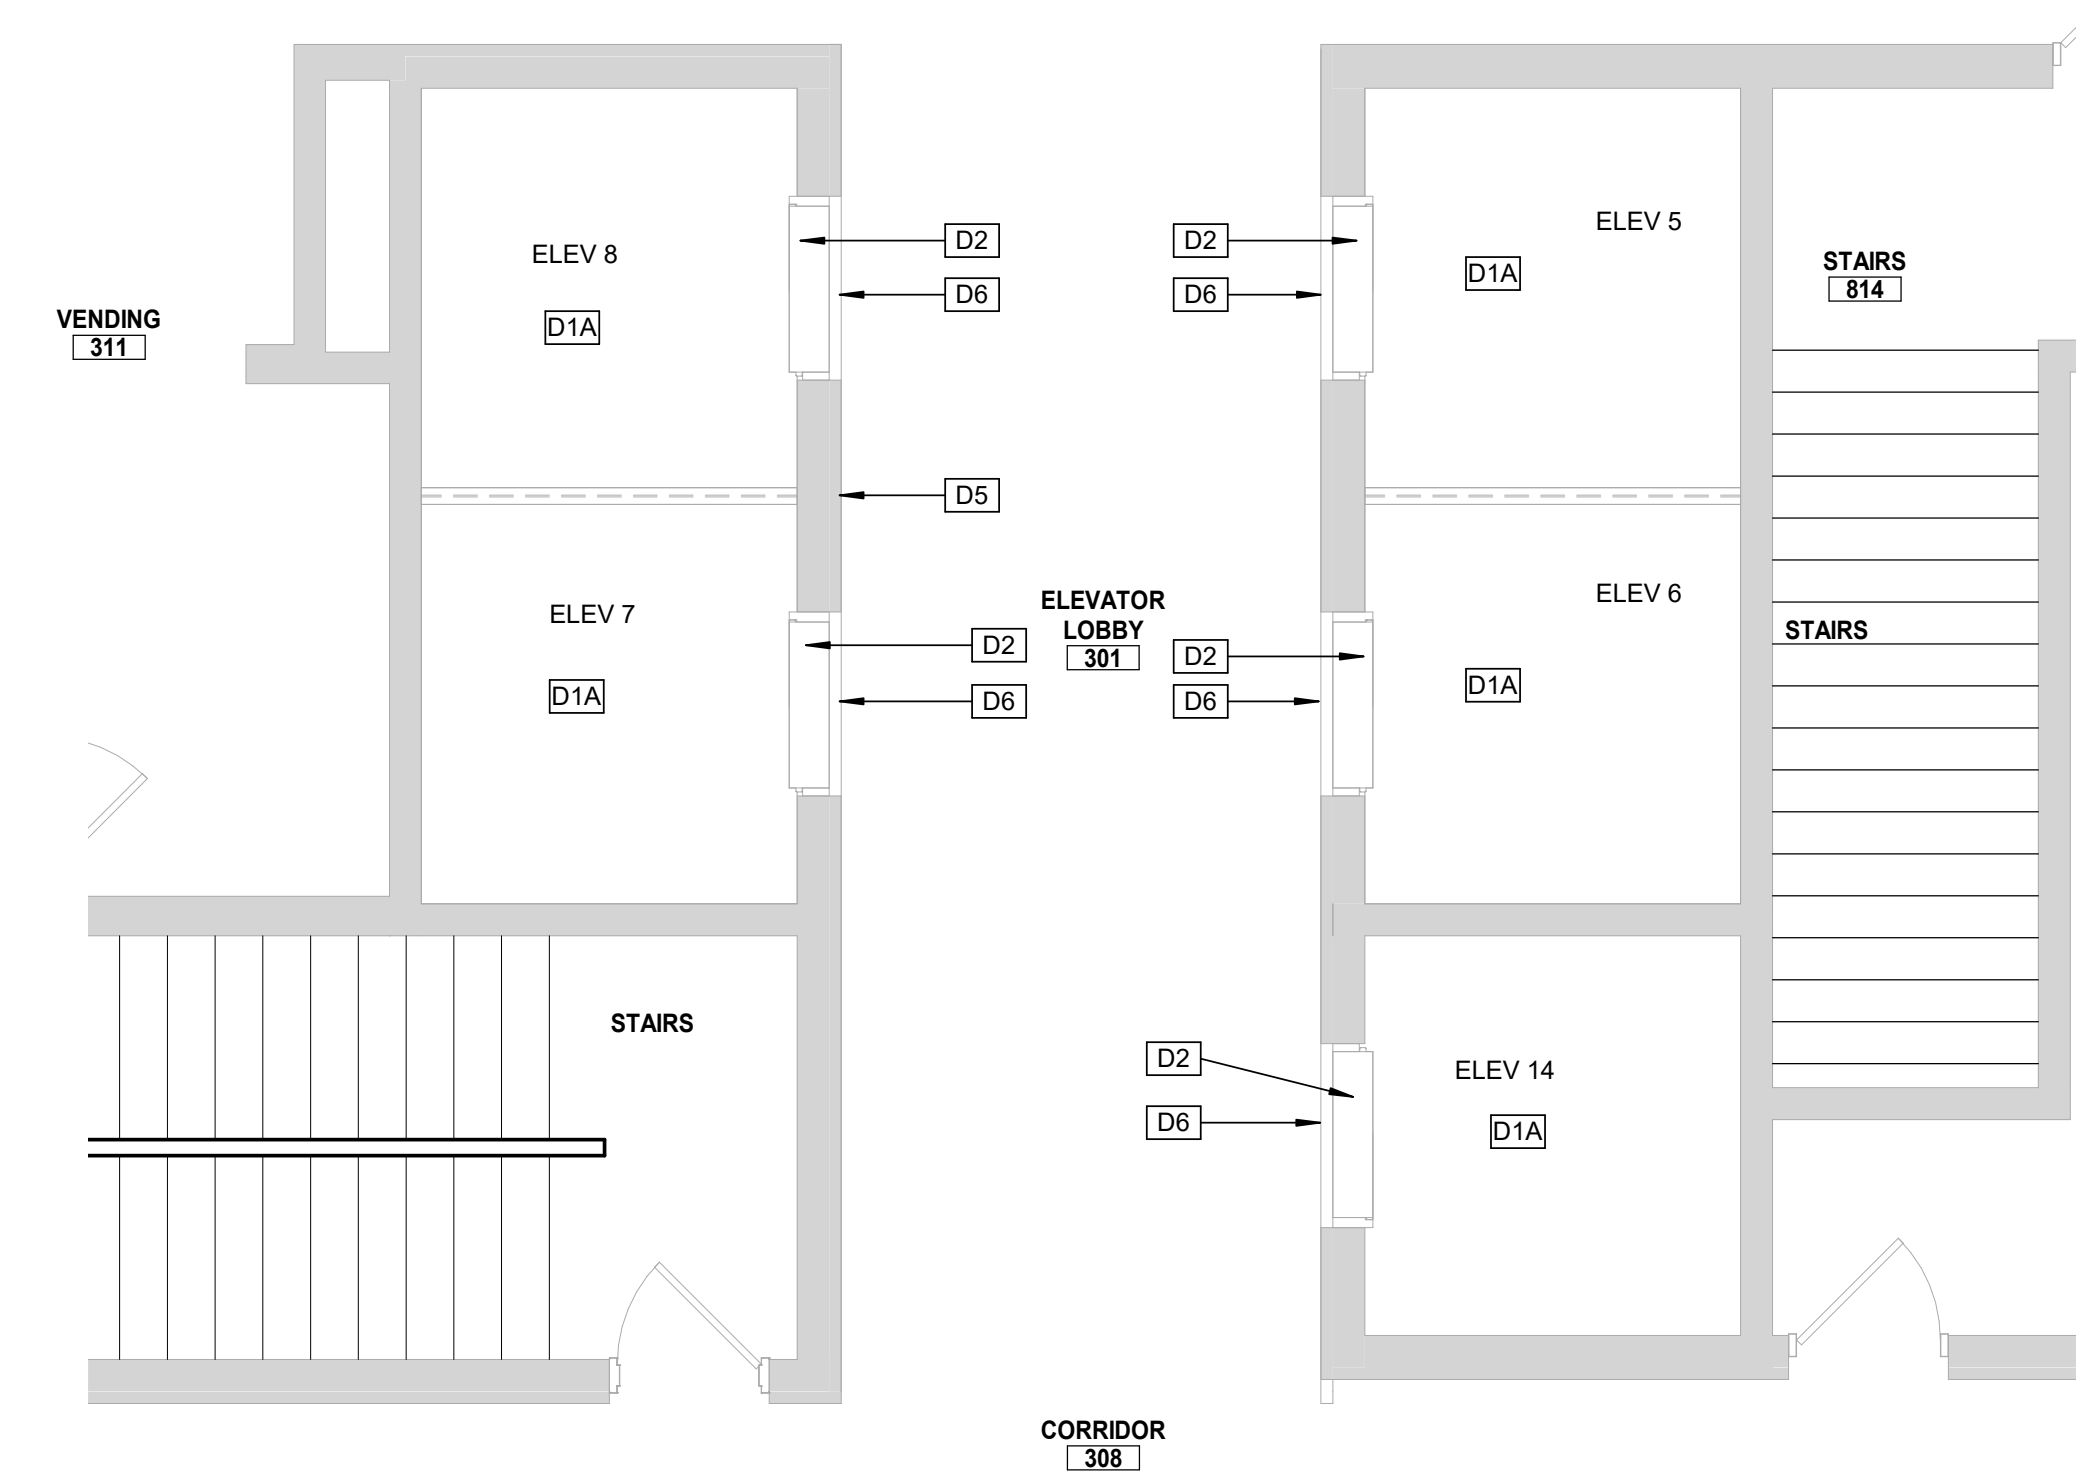 ELEV 5
D2
D2
ELEV 8
STAIRS
814
D1A
D6
D6
VENDING
311
D1A
D5
ELEV 6
ELEVATOR
LOBBY
301
ELEV 7
STAIRS
D2
D2
D1A
D1A
D6
D6
STAIRS
D2
ELEV 14
D6
D1A
CORRIDOR
308